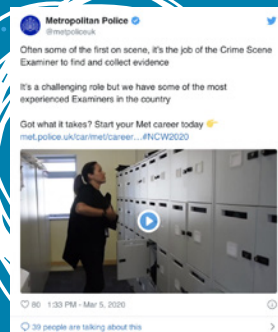 Metropolitan Police
@metpoliceuk
Often some of the first on scene, it's the job of the Crime Scene
Examiner to find and collect evidence
It's a challenging role but we have some of the most
experienced Examiners in the country
Got what it takes? Start your Met career today 👉
met.police.uk/car/met/career…#NCW2020
80 1:33 PM - Mar 5, 2020
39 people are talking about this